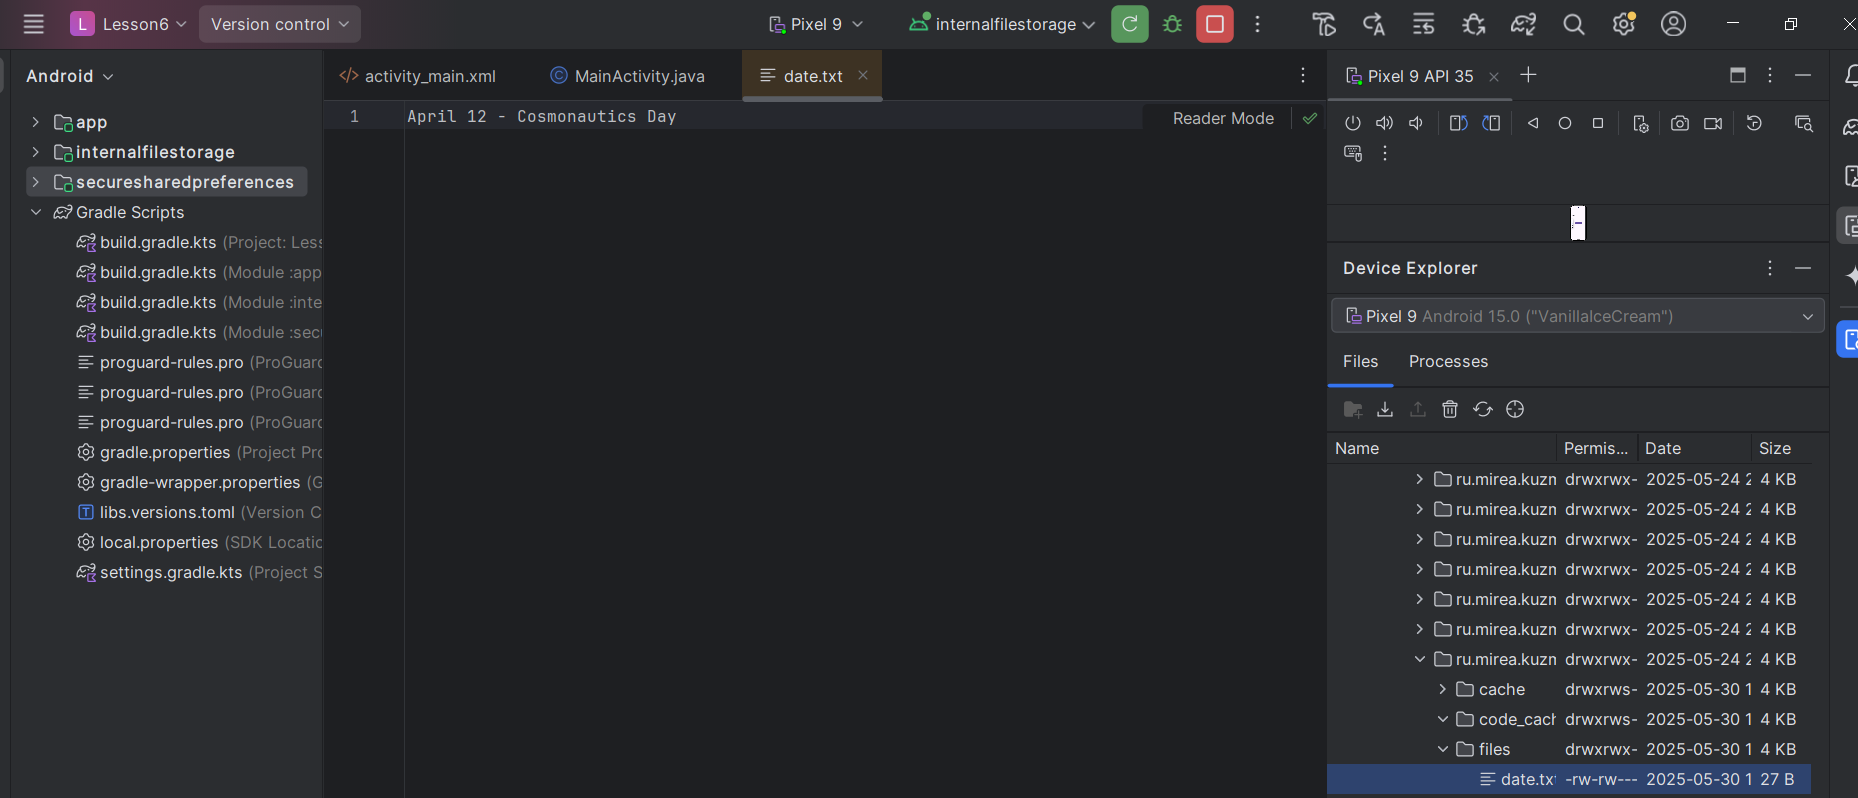 L Lesson6 Version control Pixel 9 internalfilestorage
Android
app
internalfilestorage
securesharedpreferences
Gradle Scripts
build.gradle.kts (Project: Less
build.gradle.kts (Module :app
build.gradle.kts (Module :inte
build.gradle.kts (Module :secu
proguard-rules.pro (ProGuard
proguard-rules.pro (ProGuard
proguard-rules.pro (ProGuard
gradle.properties (Project Pro
gradle-wrapper.properties (G
libs.versions.toml (Version C
local.properties (SDK Locatio
settings.gradle.kts (Project S
activity_main.xml MainActivity.java date.txt
1 April 12 - Cosmonautics Day
Reader Mode
Pixel 9 API 35
Device Explorer
Pixel 9 Android 15.0 ("VanillaIceCream")
Files Processes
Name Permis... Date Size
ru.mirea.kuzn drwxrwx- 2025-05-24 2 4 KB
ru.mirea.kuzn drwxrwx- 2025-05-24 2 4 KB
ru.mirea.kuzn drwxrwx- 2025-05-24 2 4 KB
ru.mirea.kuzn drwxrwx- 2025-05-24 2 4 KB
ru.mirea.kuzn drwxrwx- 2025-05-24 2 4 KB
ru.mirea.kuzn drwxrwx- 2025-05-24 2 4 KB
ru.mirea.kuzn drwxrwx- 2025-05-24 2 4 KB
cache drwxrws- 2025-05-30 1 4 KB
code_cach drwxrws- 2025-05-30 1 4 KB
files drwxrwx- 2025-05-30 1 4 KB
date.txt -rw-rw---- 2025-05-30 1 27 B